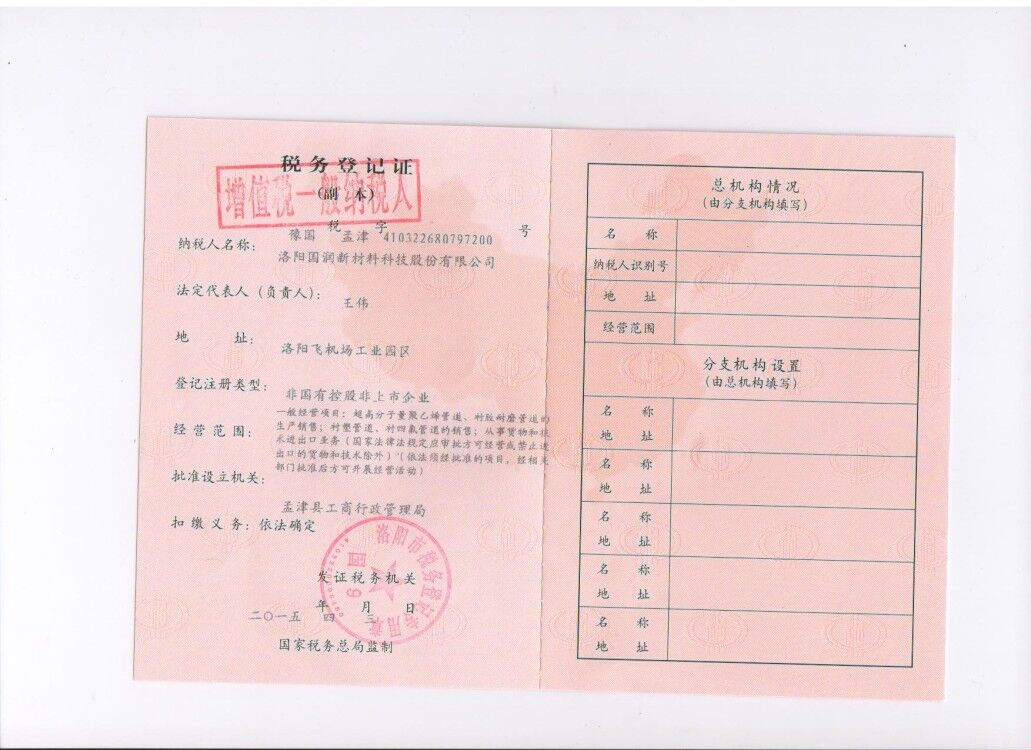 税务登记证
增值税一般纳税人
(副 本)
税 字
豫国 孟津 410322680797200 号
纳税人名称: 洛阳国润新材料科技股份有限公司
法定代表人(负责人): 王伟
地 址: 洛阳飞机场工业园区
登记注册类型: 非国有控股非上市企业
经营范围: 一般经营项目:超高分子量聚乙烯管道、衬胶耐磨管道的
生产销售;衬塑管道、衬四氟管道的销售;从事货物和技
术进出口业务(国家法律法规定应审批方可经营或禁止进
出口的货物和技术除外)(依法须经批准的项目,经相关
部门批准后方可开展经营活动)
批准设立机关: 孟津县工商行政管理局
扣缴义务:依法确定
洛阳市税务登记专用章
国
发证税务机关
年 月 日
二〇一五 四 三
国家税务总局监制
总机构情况
(由分支机构填写)
名 称
纳税人识别号
地 址
经营范围
分支机构设置
(由总机构填写)
名 称
地 址
名 称
地 址
名 称
地 址
名 称
地 址
名 称
地 址